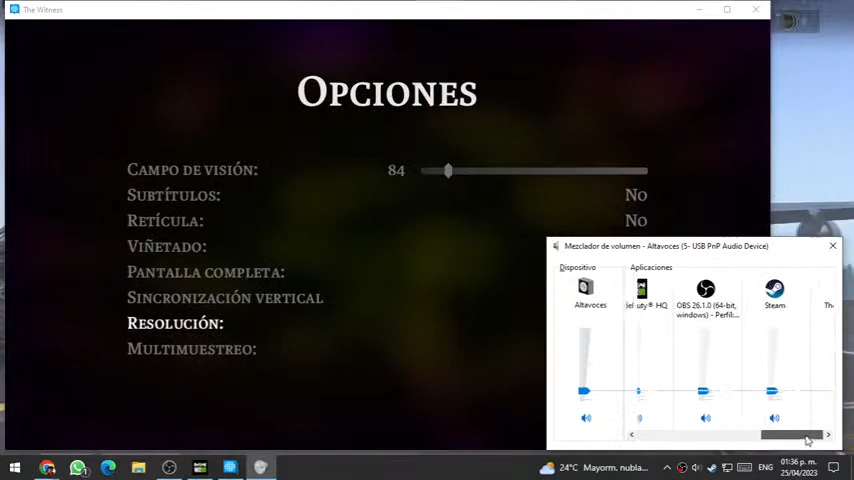 The Witness
OPCIONES
CAMPO DE VISIÓN: 84
SUBTÍTULOS: No
RETÍCULA: No
VIÑETADO:
PANTALLA COMPLETA:
SINCRONIZACIÓN VERTICAL
RESOLUCIÓN:
MULTIMUESTREO:
Mezclador de volumen - Altavoces (5- USB PnP Audio Device)
Dispositivo
Aplicaciones
Altavoces
HQ
OBS 26.1.0 (64-bit,
windows) - Perfil:...
Steam
24°C Mayorm. nubla...
ENG
01:36 p. m.
25/04/2023